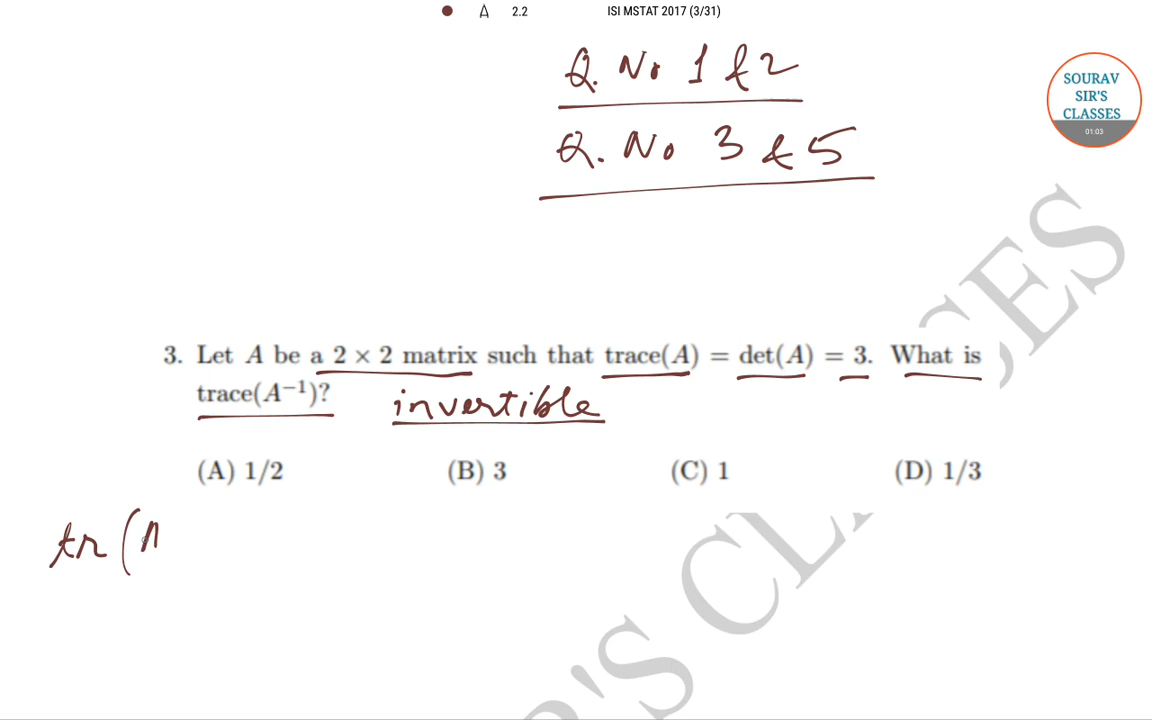 2.2 ISI MSTAT 2017 (3/31)
Q. No 1 & 2
SOURAV
SIR'S
CLASSES
01:03
Q. No 3 & 5
3. Let A be a 2 × 2 matrix such that trace(A) = det(A) = 3. What is
trace(A⁻¹)? invertible
(A) 1/2 (B) 3 (C) 1 (D) 1/3
tr (
R'S CLASSES